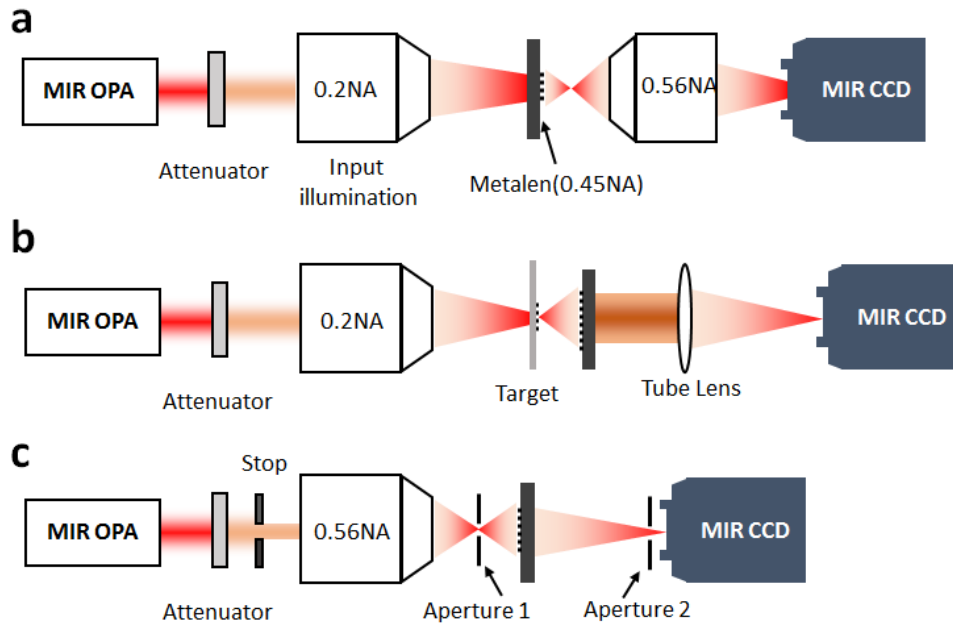 a
MIR OPA
0.2NA
0.56NA
MIR CCD
Attenuator
Input
illumination
Metalen(0.45NA)
b
MIR OPA
0.2NA
MIR CCD
Attenuator
Target
Tube Lens
c
Stop
MIR OPA
0.56NA
MIR CCD
Attenuator
Aperture 1
Aperture 2